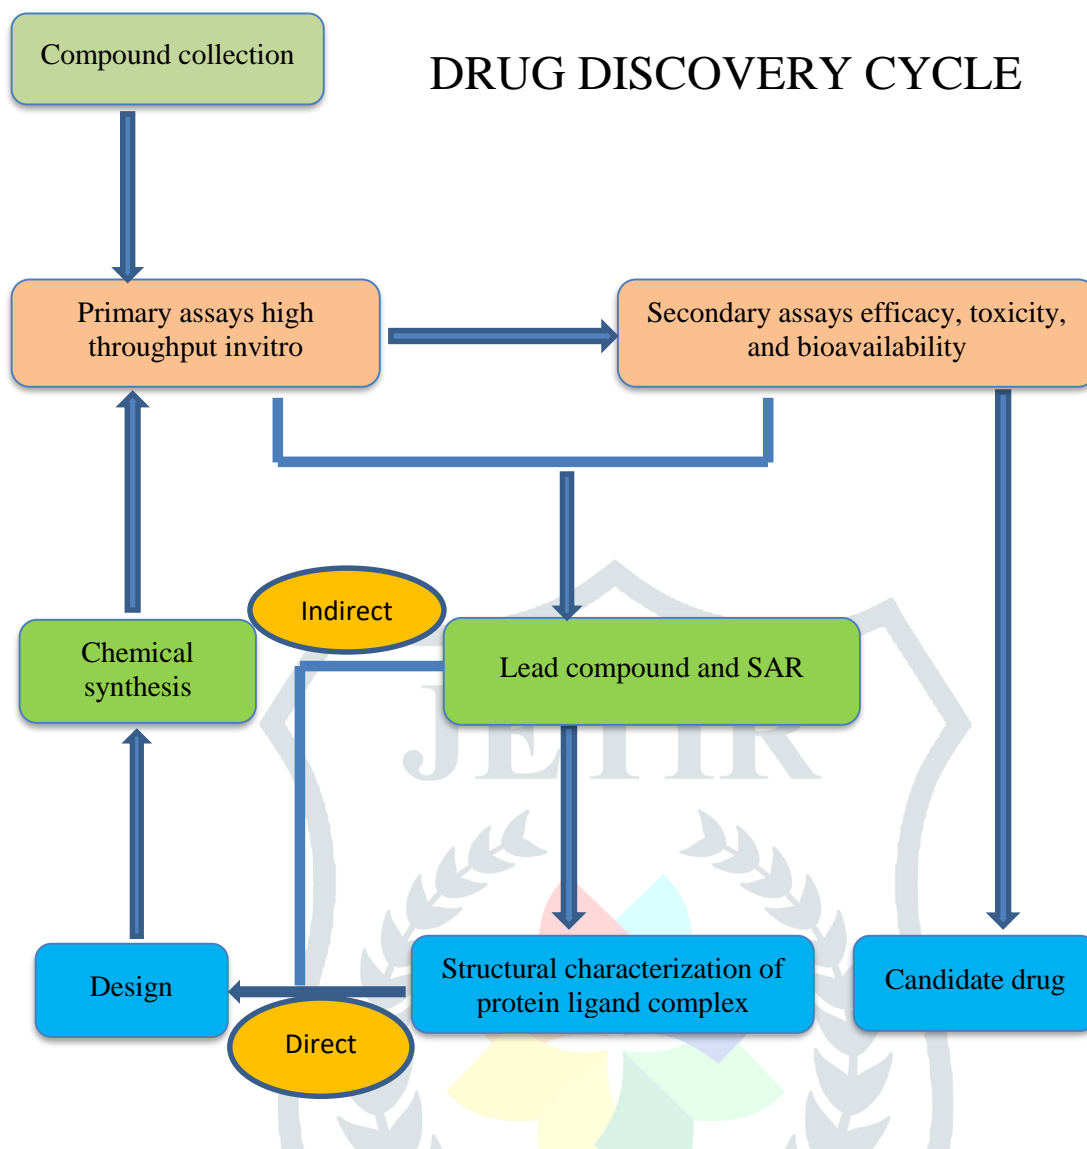 Compound collection
DRUG DISCOVERY CYCLE
Primary assays high
throughput invitro
Secondary assays efficacy, toxicity,
and bioavailability
Indirect
Chemical
synthesis
Lead compound and SAR
JETIR
Design
Structural characterization of
protein ligand complex
Candidate drug
Direct